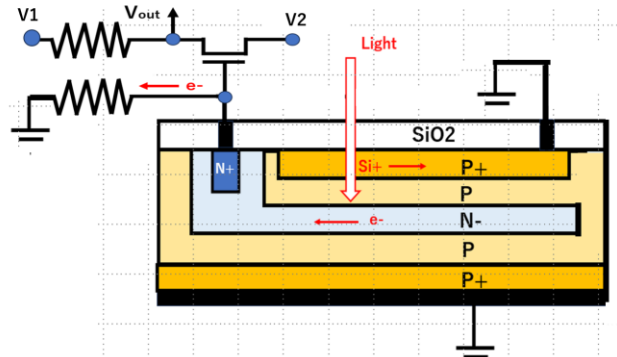 V1
Vout
V2
Light
e-
SiO2
N+
Si+
P+
P
e-
N-
P
P+